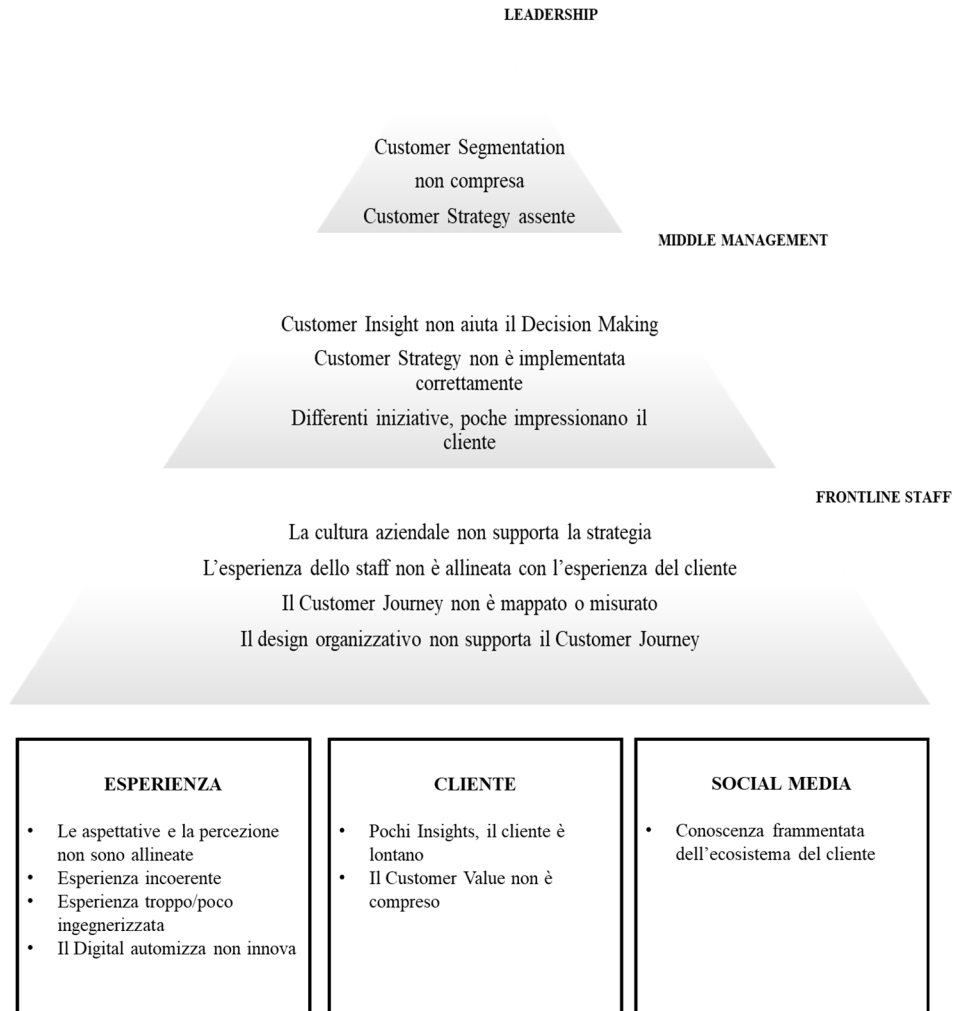 LEADERSHIP
Customer Segmentation
non compresa
Customer Strategy assente
MIDDLE MANAGEMENT
Customer Insight non aiuta il Decision Making
Customer Strategy non è implementata
correttamente
Differenti iniziative, poche impressionano il
cliente
FRONTLINE STAFF
La cultura aziendale non supporta la strategia
L’esperienza dello staff non è allineata con l’esperienza del cliente
Il Customer Journey non è mappato o misurato
Il design organizzativo non supporta il Customer Journey
ESPERIENZA
• Le aspettative e la percezione
non sono allineate
• Esperienza incoerente
• Esperienza troppo/poco
ingegnerizzata
• Il Digital automizza non innova
CLIENTE
• Pochi Insights, il cliente è
lontano
• Il Customer Value non è
compreso
SOCIAL MEDIA
• Conoscenza frammentata
dell’ecosistema del cliente